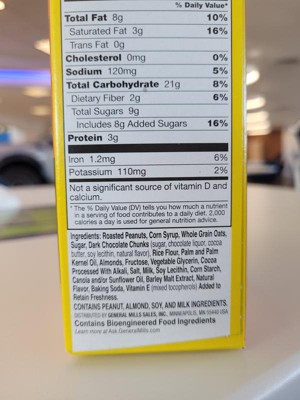 % Daily Value*
Total Fat 8g 10%
Saturated Fat 3g 16%
Trans Fat 0g
Cholesterol 0mg 0%
Sodium 120mg 5%
Total Carbohydrate 21g 8%
Dietary Fiber 2g 6%
Total Sugars 9g
Includes 8g Added Sugars 16%
Protein 3g
Iron 1.2mg 6%
Potassium 110mg 2%
Not a significant source of vitamin D and
calcium.
* The % Daily Value (DV) tells you how much a nutrient
in a serving of food contributes to a daily diet. 2,000
calories a day is used for general nutrition advice.
Ingredients: Roasted Peanuts, Corn Syrup, Whole Grain Oats,
Sugar, Dark Chocolate Chunks (sugar, chocolate liquor, cocoa
butter, soy lecithin, natural flavor), Rice Flour, Palm and Palm
Kernel Oil, Almonds, Fructose, Vegetable Glycerin, Cocoa
Processed With Alkali, Salt, Milk, Soy Lecithin, Corn Starch,
Canola and/or Sunflower Oil, Barley Malt Extract, Natural
Flavor, Baking Soda, Vitamin E (mixed tocopherols) Added to
Retain Freshness.
CONTAINS PEANUT, ALMOND, SOY, AND MILK INGREDIENTS.
DISTRIBUTED BY GENERAL MILLS SALES, INC., MINNEAPOLIS, MN 55440 USA
Contains Bioengineered Food Ingredients
Learn more at Ask.GeneralMills.com